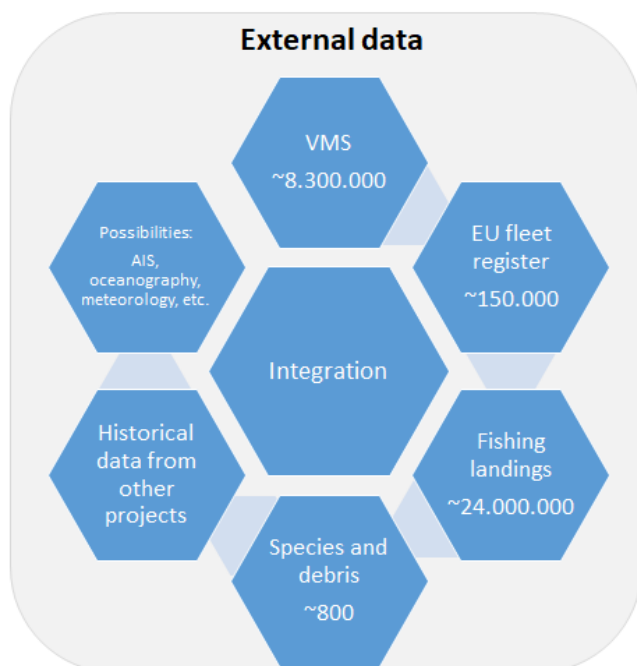 External data
VMS
~8.300.000
EU fleet
register
~150.000
Fishing
landings
~24.000.000
Species and
debris
~800
Historical
data from
other
projects
Possibilities:
AIS,
oceanography,
meteorology, etc.
Integration